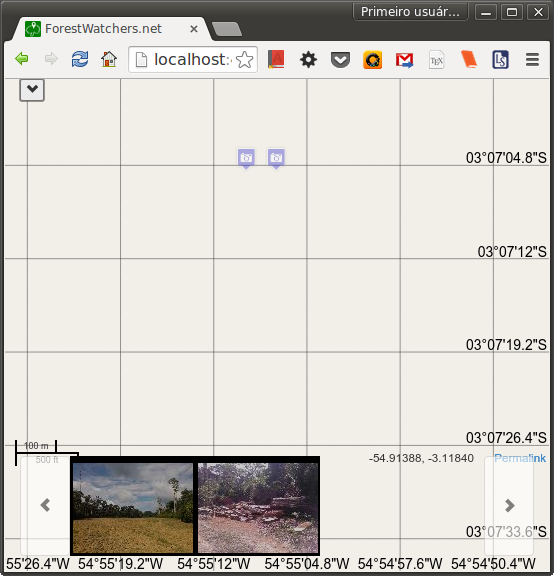 Primeiro usuár...
ForestWatchers.net
localhost:
03°07'04.8"S
03°07'12"S
03°07'19.2"S
03°07'26.4"S
100 m
500 ft
-54.91388, -3.11840
Permalink
03°07'33.6"S
55'26.4"W 54°55'19.2"W 54°55'12"W 54°55'04.8"W 54°54'57.6"W 54°54'50.4"W